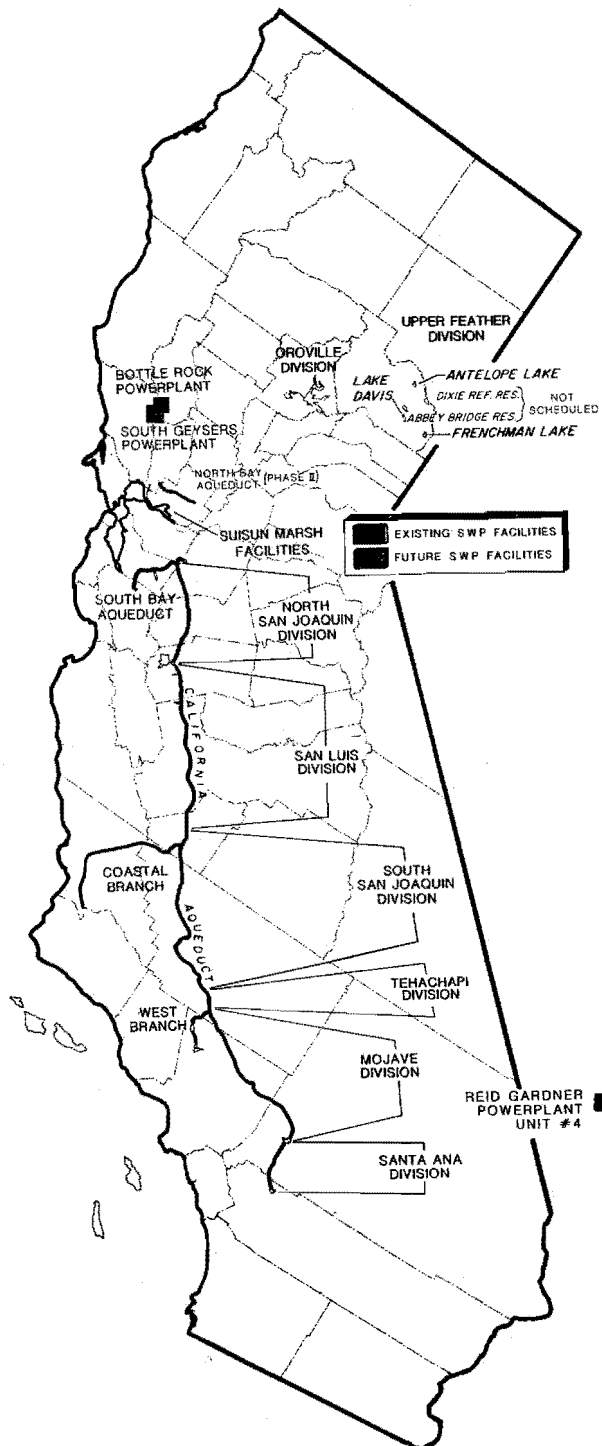 UPPER FEATHER
DIVISION
OROVILLE
DIVISION
LAKE
DAVIS
ANTELOPE LAKE
DIXIE REF. RES.
ABBEY BRIDGE RES.
NOT
SCHEDULED
FRENCHMAN LAKE
BOTTLE ROCK
POWERPLANT
SOUTH GEYSERS
POWERPLANT
NORTH BAY
AQUEDUCT (PHASE II)
SUISUN MARSH
FACILITIES
EXISTING SWP FACILITIES
FUTURE SWP FACILITIES
SOUTH BAY
AQUEDUCT
NORTH
SAN JOAQUIN
DIVISION
CALIFORNIA
SAN LUIS
DIVISION
COASTAL
BRANCH
SOUTH
SAN JOAQUIN
DIVISION
AQUEDUCT
TEHACHAPI
DIVISION
WEST
BRANCH
MOJAVE
DIVISION
REID GARDNER
POWERPLANT
UNIT #4
SANTA ANA
DIVISION